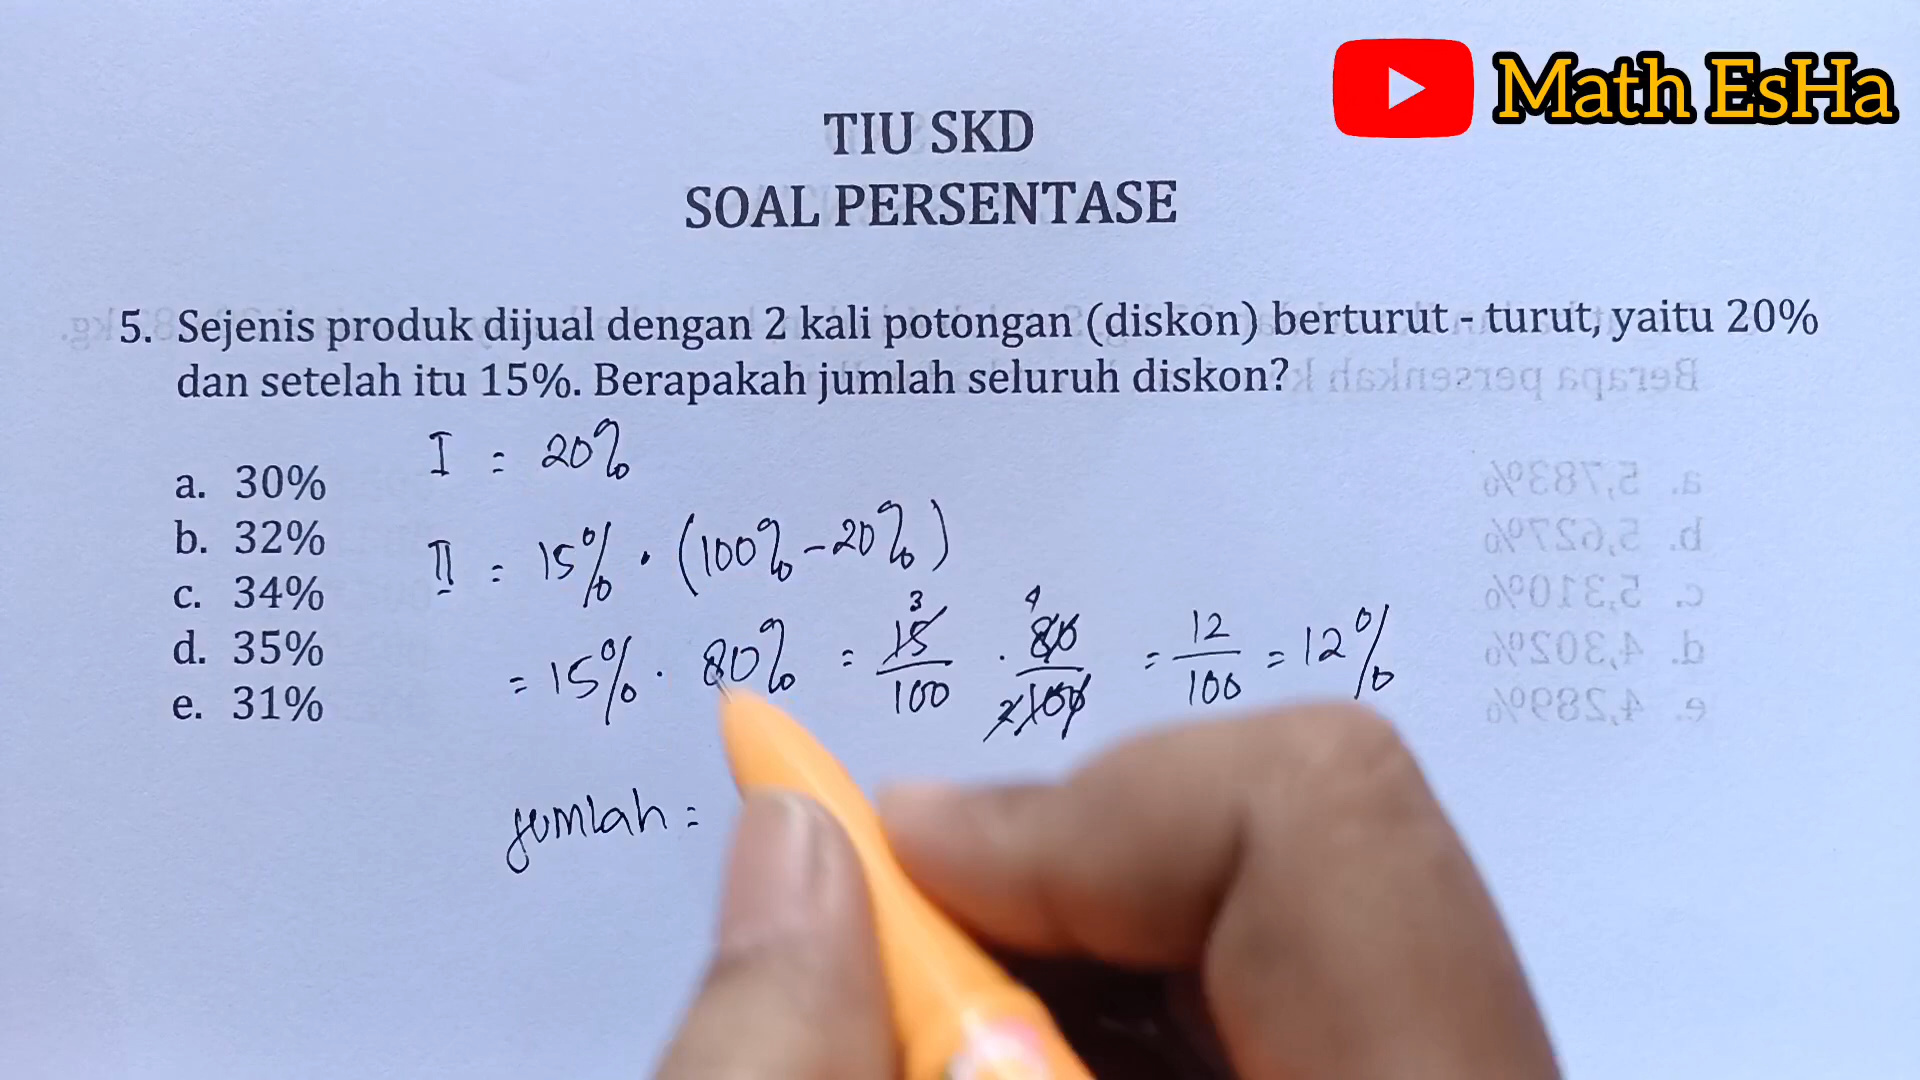 Math EsHa
TIU SKD
SOAL PERSENTASE
5. Sejenis produk dijual dengan 2 kali potongan (diskon) berturut - turut, yaitu 20%
dan setelah itu 15%. Berapakah jumlah seluruh diskon?
a. 30%
b. 32%
c. 34%
d. 35%
e. 31%
I = 20%
II = 15% · (100% - 20%)
= 15% · 80% = 15/100 · 80/100 = 12/100 = 12%
jumlah =